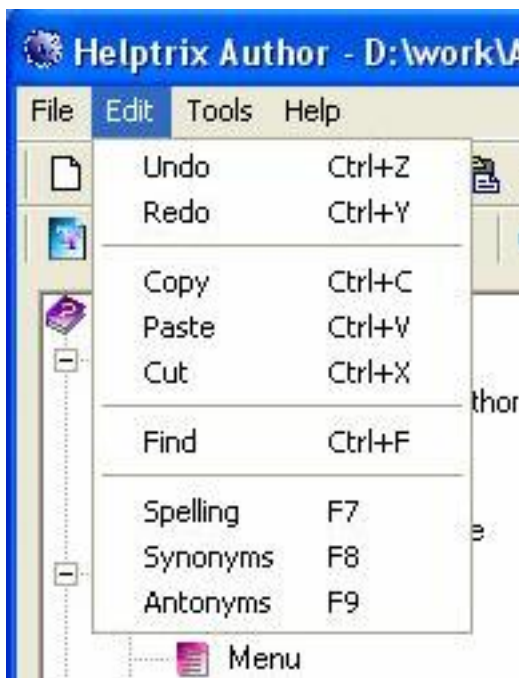 Helptrix Author - D:\work\A
File Edit Tools Help
Undo Ctrl+Z
Redo Ctrl+Y
Copy Ctrl+C
Paste Ctrl+V
Cut Ctrl+X
thor
Find Ctrl+F
Spelling F7
e
Synonyms F8
Antonyms F9
Menu